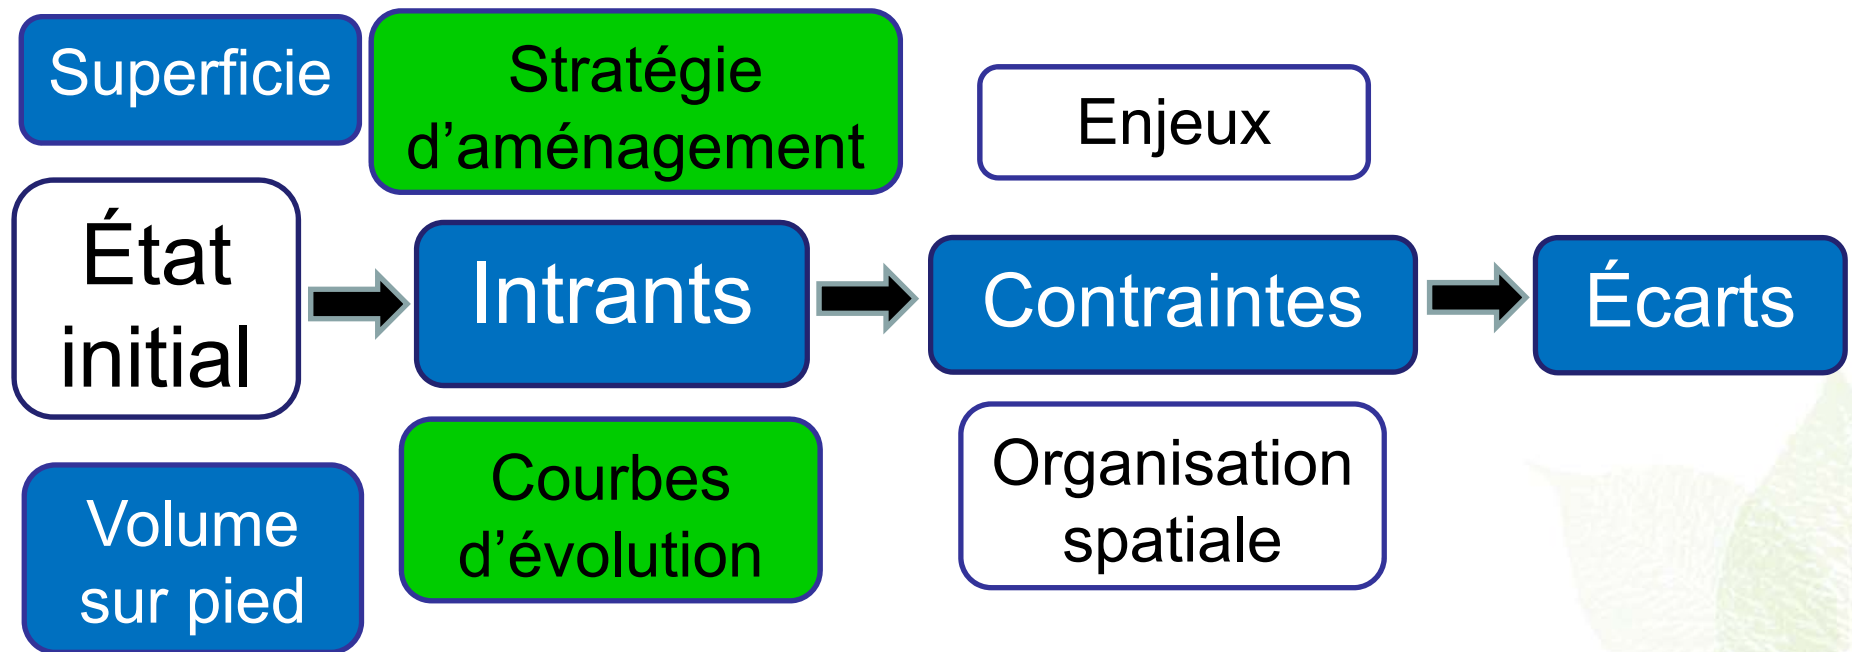 Superficie
Stratégie
d’aménagement
Enjeux
État
initial
Intrants
Contraintes
Écarts
Volume
sur pied
Courbes
d’évolution
Organisation
spatiale